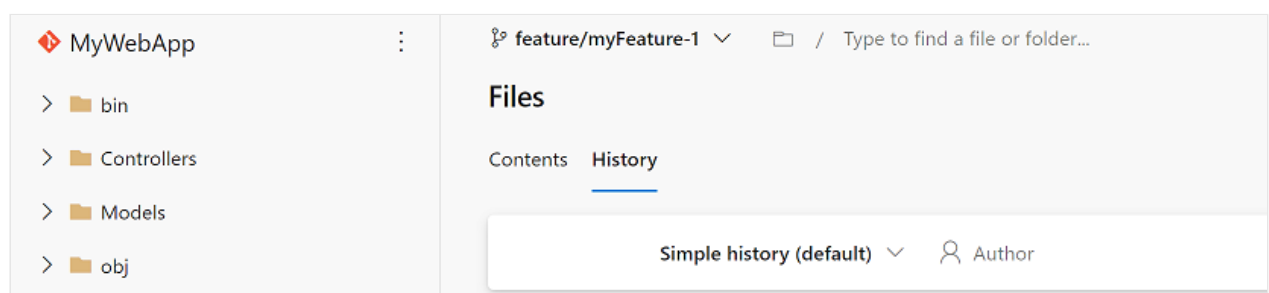 MyWebApp
bin
Controllers
Models
obj
feature/myFeature-1
/ Type to find a file or folder...
Files
Contents History
Simple history (default) Author